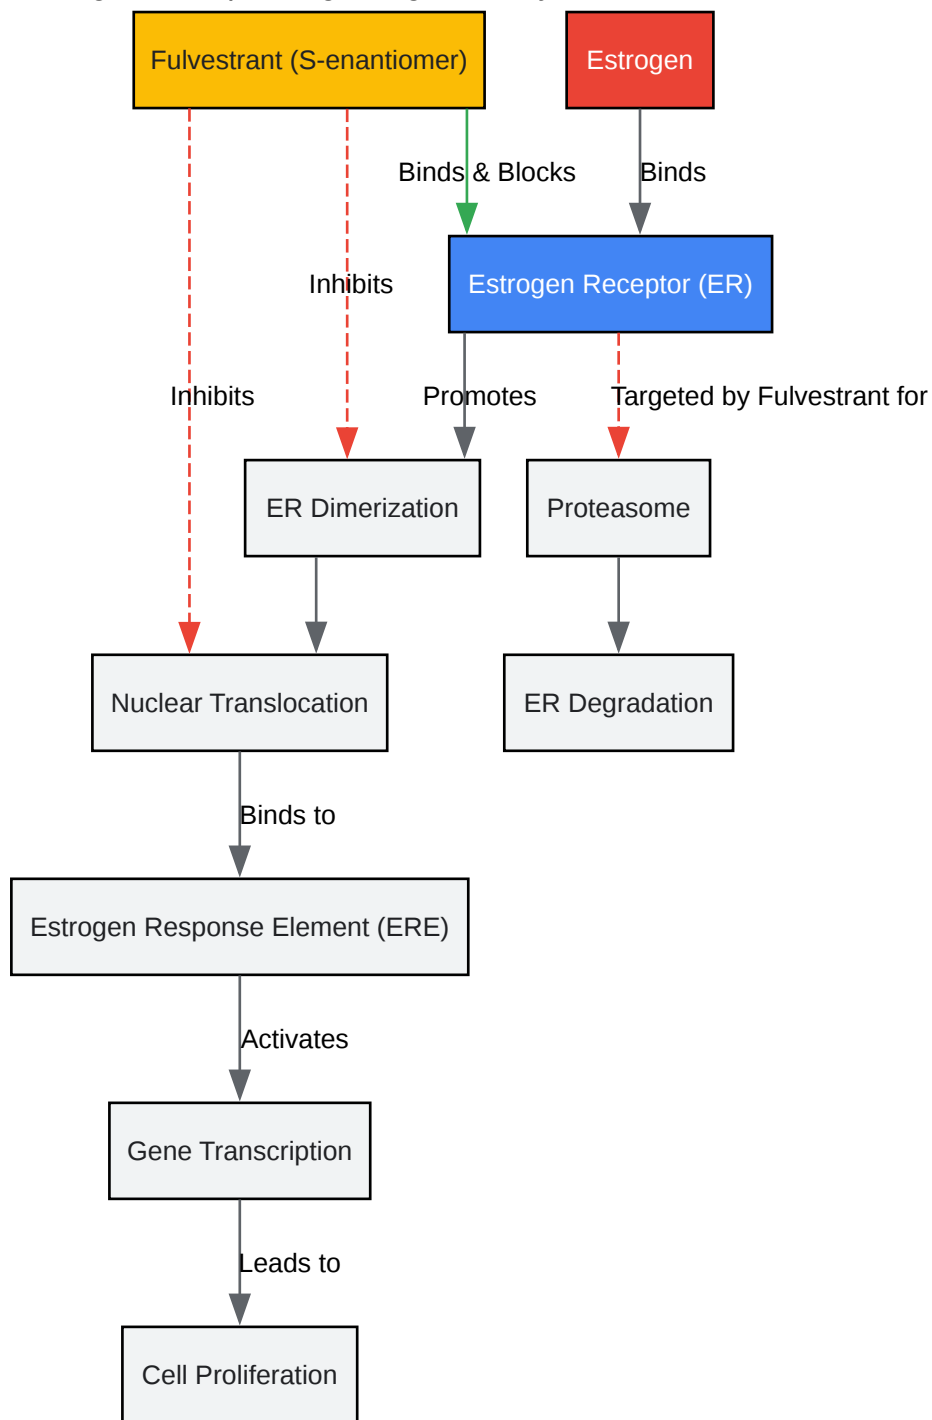 Fulvestrant (S-enantiomer)
Estrogen
Binds & Blocks
Binds
Inhibits
Estrogen Receptor (ER)
Inhibits
Promotes
Targeted by Fulvestrant for
ER Dimerization
Proteasome
Nuclear Translocation
ER Degradation
Binds to
Estrogen Response Element (ERE)
Activates
Gene Transcription
Leads to
Cell Proliferation